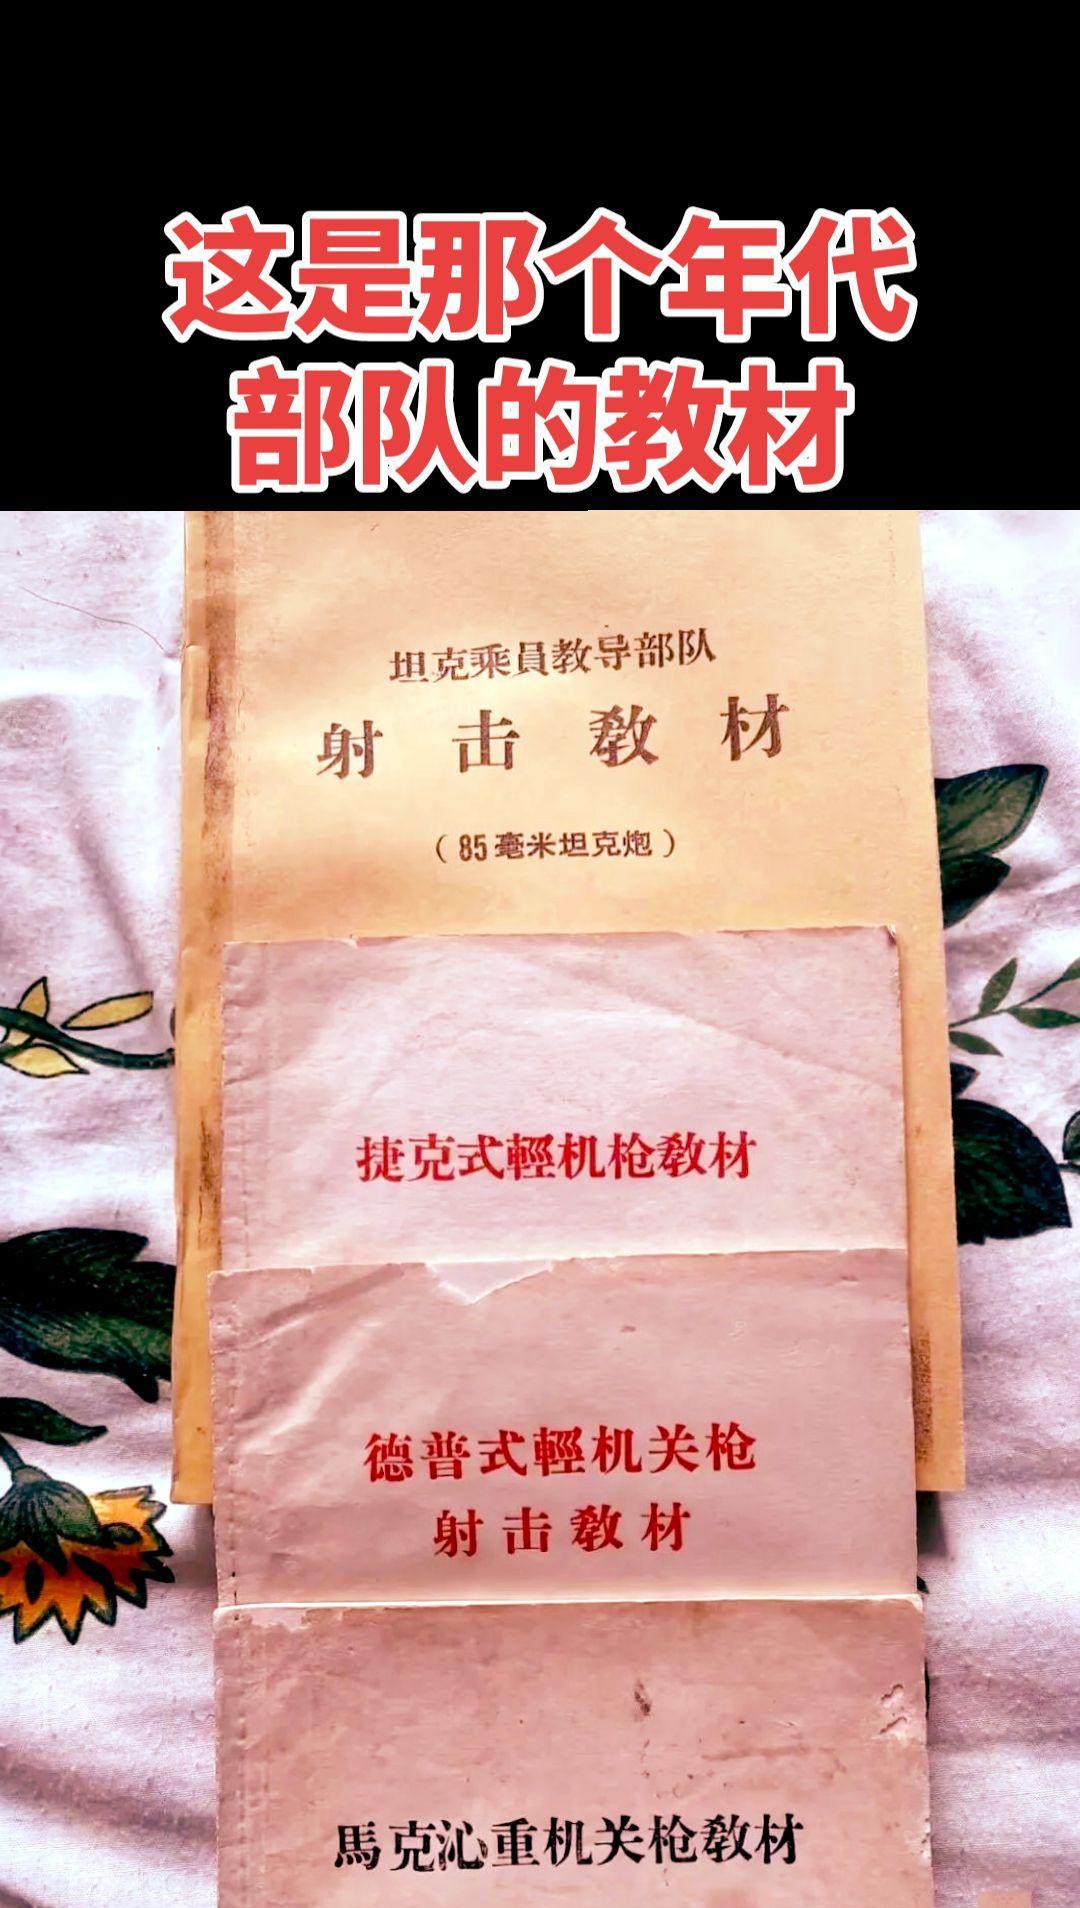 这是那个年代
部队的教材
坦克乘員教导部队
射击教材
（85毫米坦克炮）
捷克式輕机枪教材
德普式輕机关枪
射击教材
馬克沁重机关枪教材